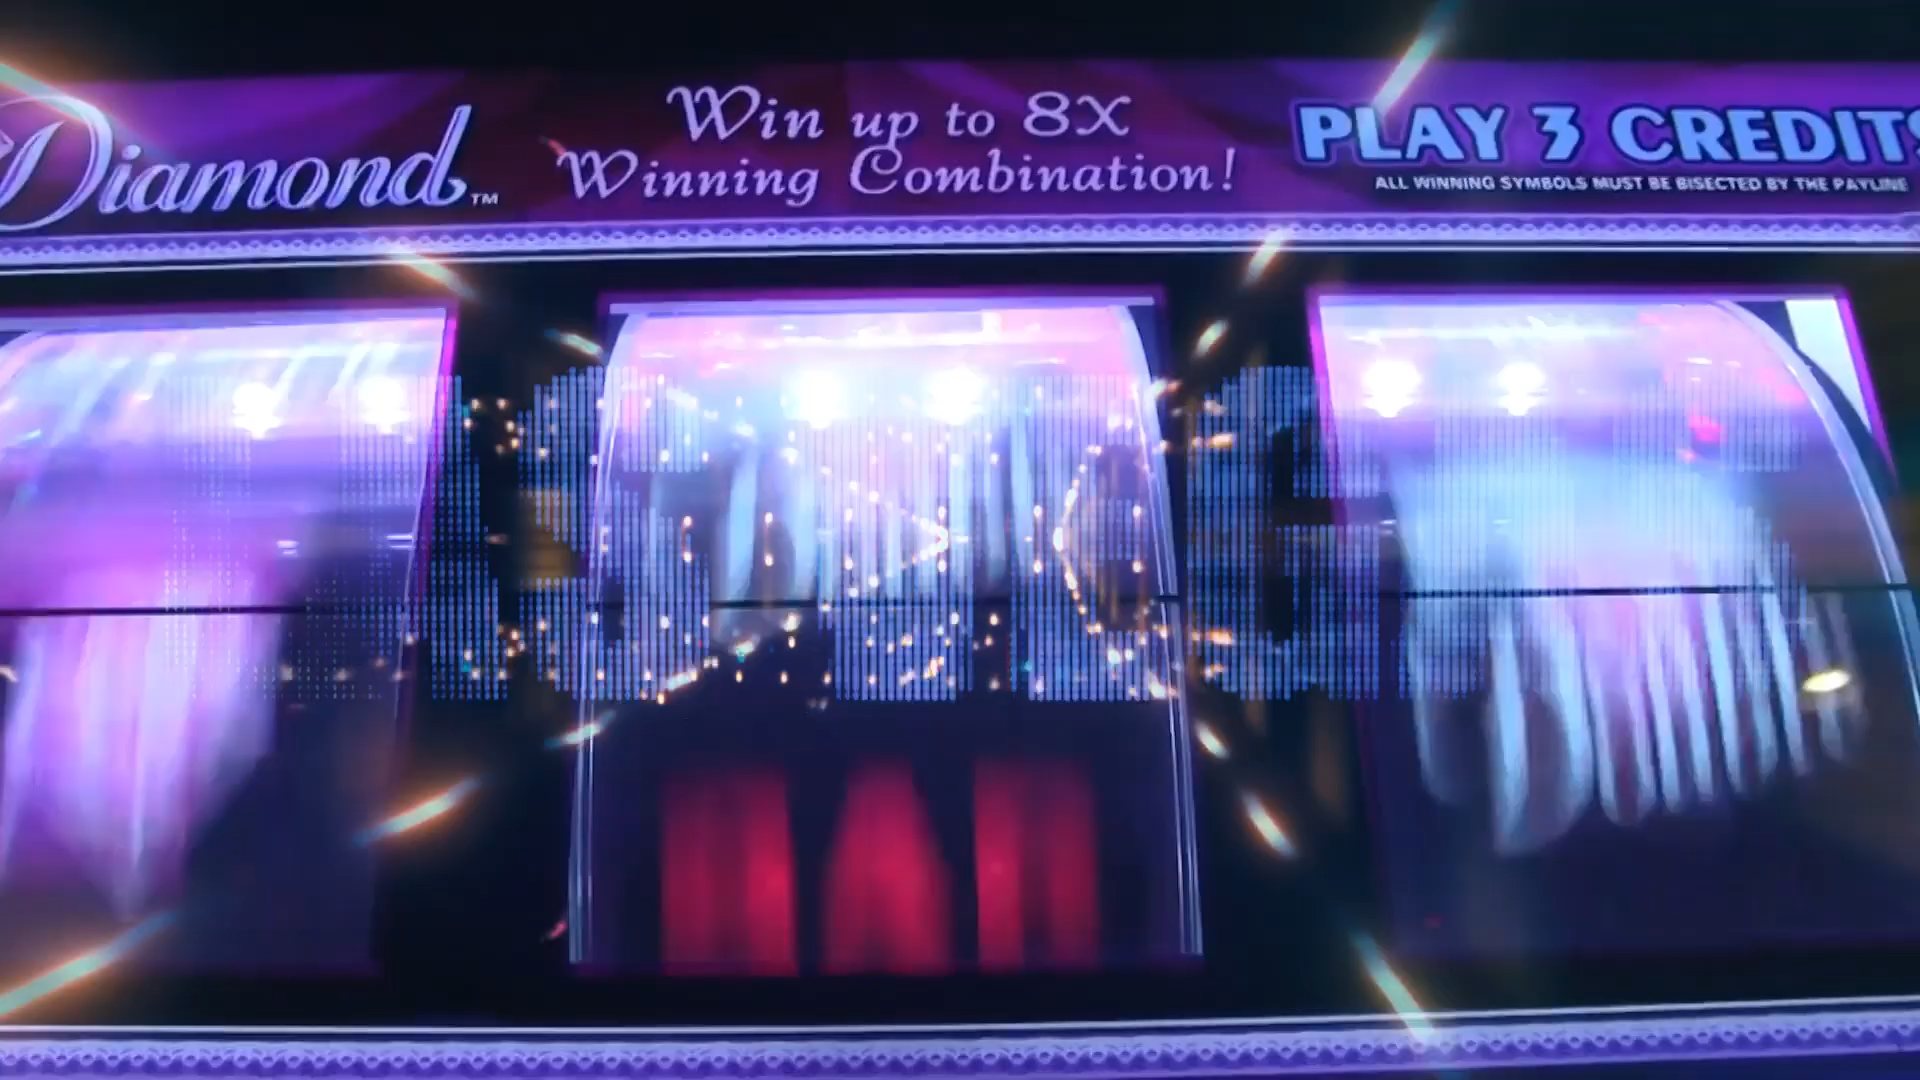 Diamond™
Win up to 8X
Winning Combination!
PLAY 3 CREDITS
ALL WINNING SYMBOLS MUST BE BISECTED BY THE PAYLINE